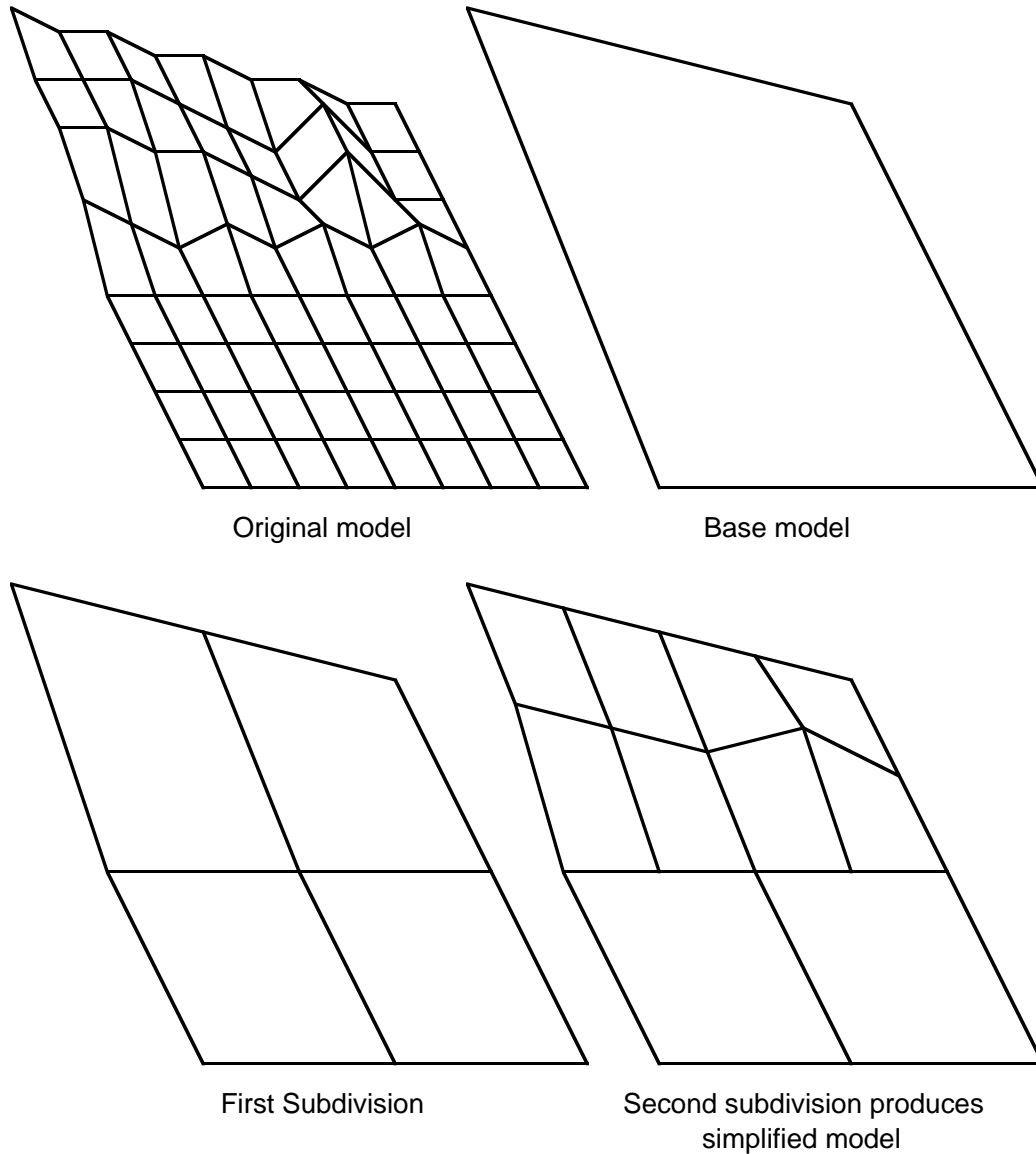 Original model
Base model
First Subdivision
Second subdivision produces
simplified model